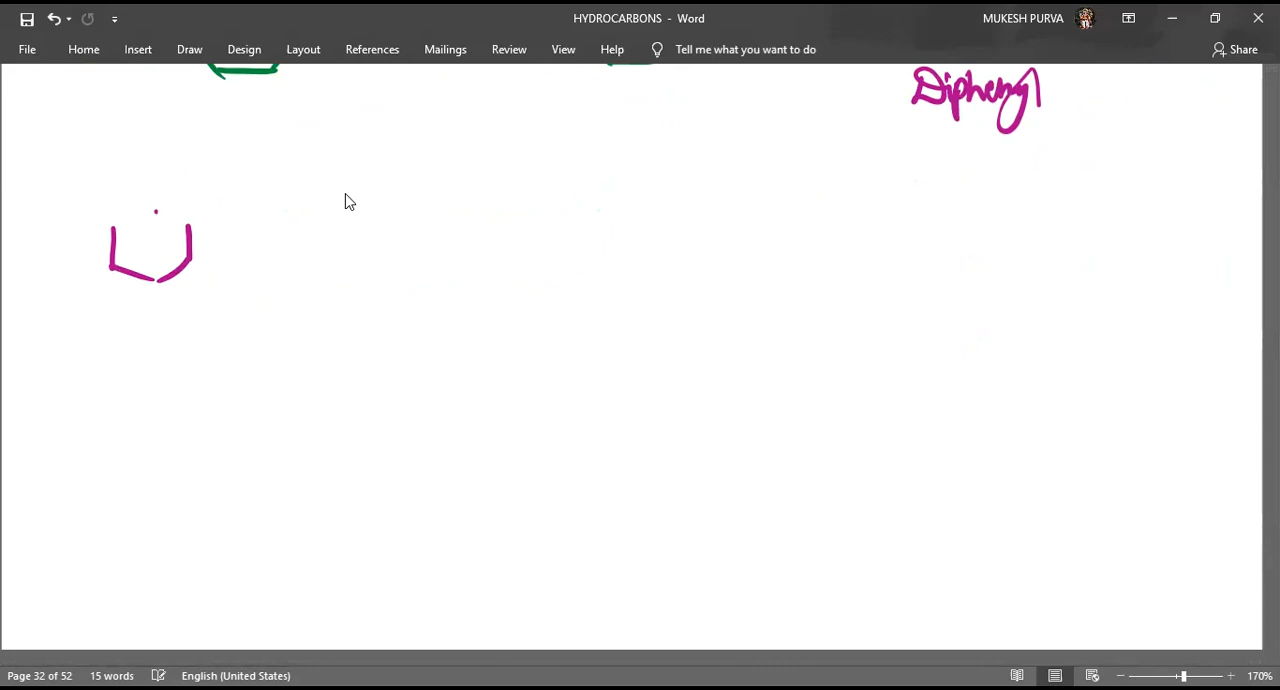 HYDROCARBONS - Word
MUKESH PURVA
File Home Insert Draw Design Layout References Mailings Review View Help Tell me what you want to do Share
Diphenyl
Page 32 of 52 15 words English (United States) 170%